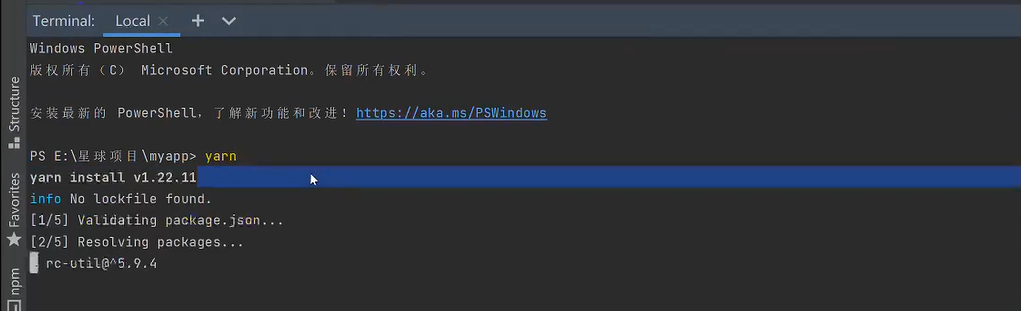 Terminal: Local
Windows PowerShell
版权所有（C） Microsoft Corporation。保留所有权利。
安装最新的 PowerShell，了解新功能和改进！https://aka.ms/PSWindows
PS E:\星球项目\myapp> yarn
yarn install v1.22.11
info No lockfile found.
[1/5] Validating package.json...
[2/5] Resolving packages...
rc-util@^5.9.4
Structure
Favorites
npm